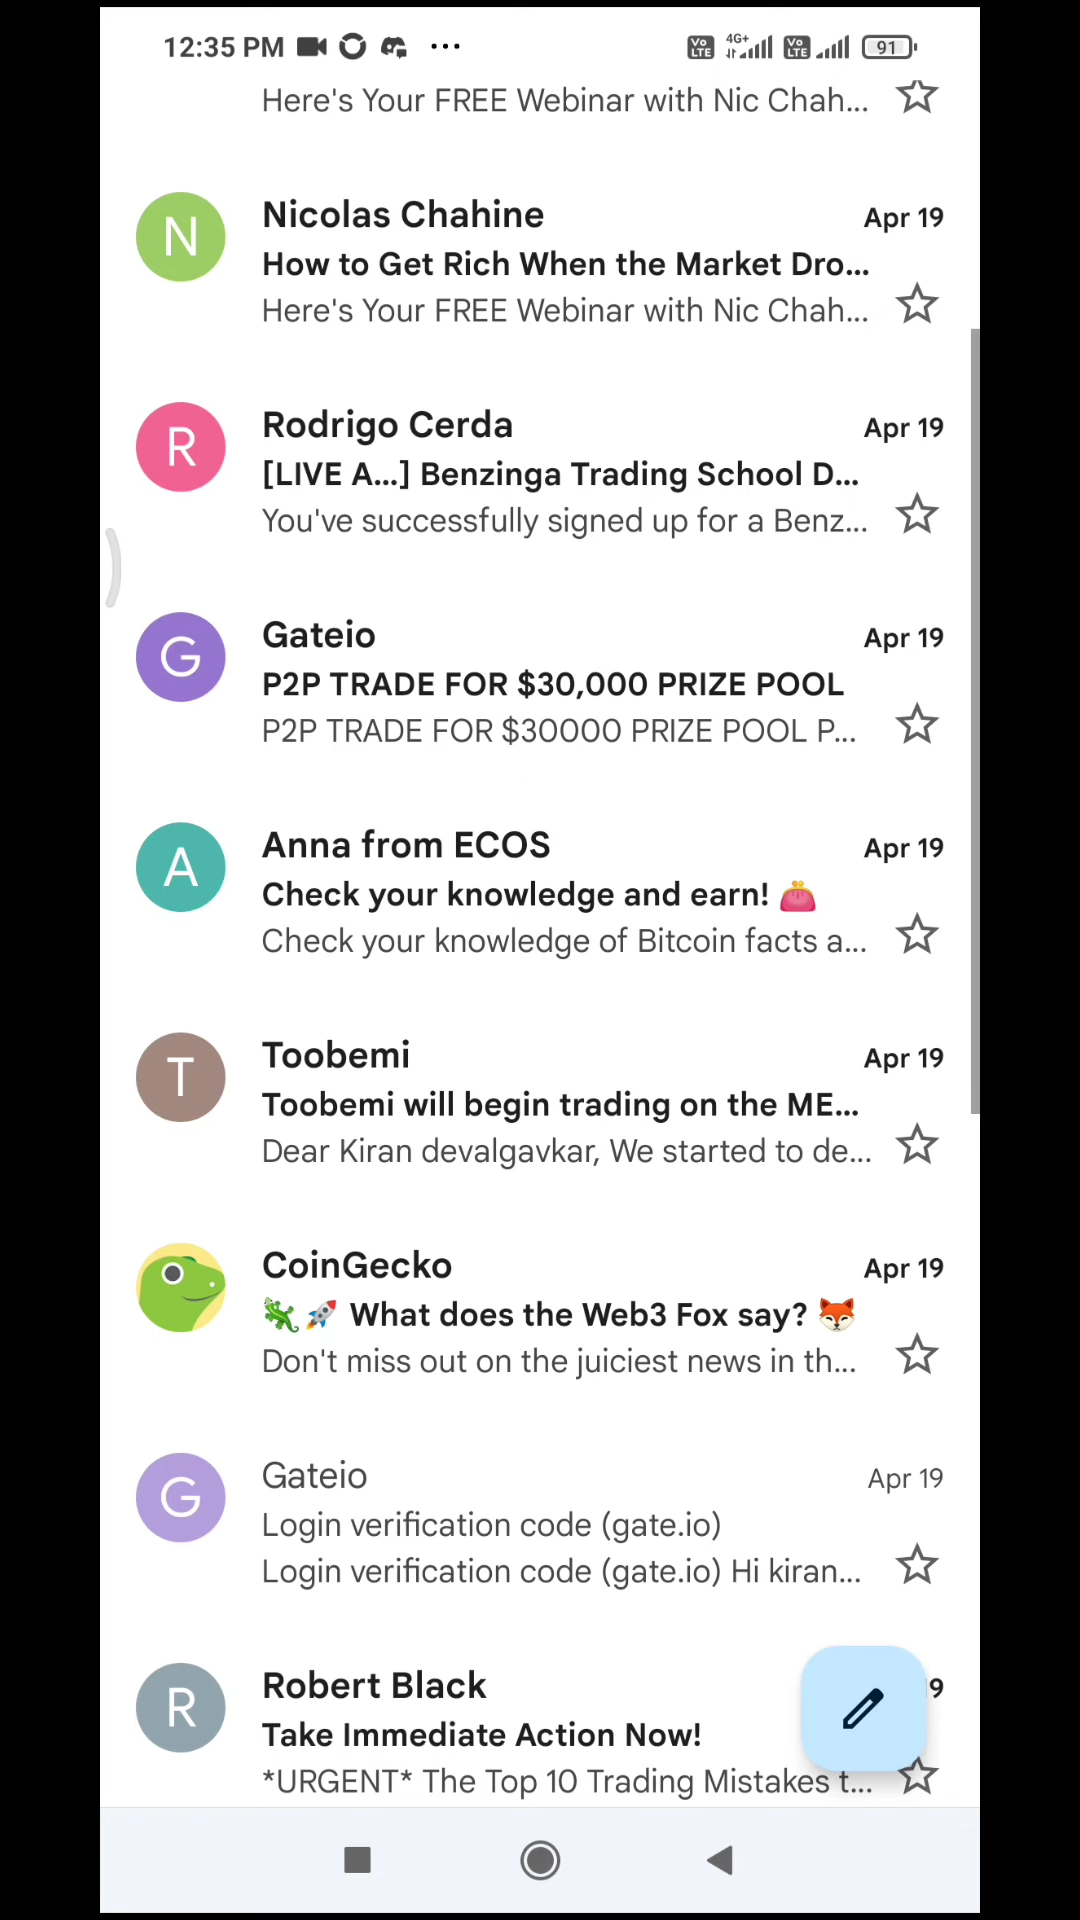 12:35 PM ... Vo LTE 4G+ Vo LTE 91
Here's Your FREE Webinar with Nic Chah...
N Nicolas Chahine Apr 19
How to Get Rich When the Market Dro...
Here's Your FREE Webinar with Nic Chah...
R Rodrigo Cerda Apr 19
[LIVE A...] Benzinga Trading School D...
You've successfully signed up for a Benz...
G Gateio Apr 19
P2P TRADE FOR $30,000 PRIZE POOL
P2P TRADE FOR $30000 PRIZE POOL P...
A Anna from ECOS Apr 19
Check your knowledge and earn! 👛
Check your knowledge of Bitcoin facts a...
T Toobemi Apr 19
Toobemi will begin trading on the ME...
Dear Kiran devalgavkar, We started to de...
CoinGecko Apr 19
🦎🚀 What does the Web3 Fox say? 🦊
Don't miss out on the juiciest news in th...
G Gateio Apr 19
Login verification code (gate.io)
Login verification code (gate.io) Hi kiran...
R Robert Black 9
Take Immediate Action Now!
*URGENT* The Top 10 Trading Mistakes t...